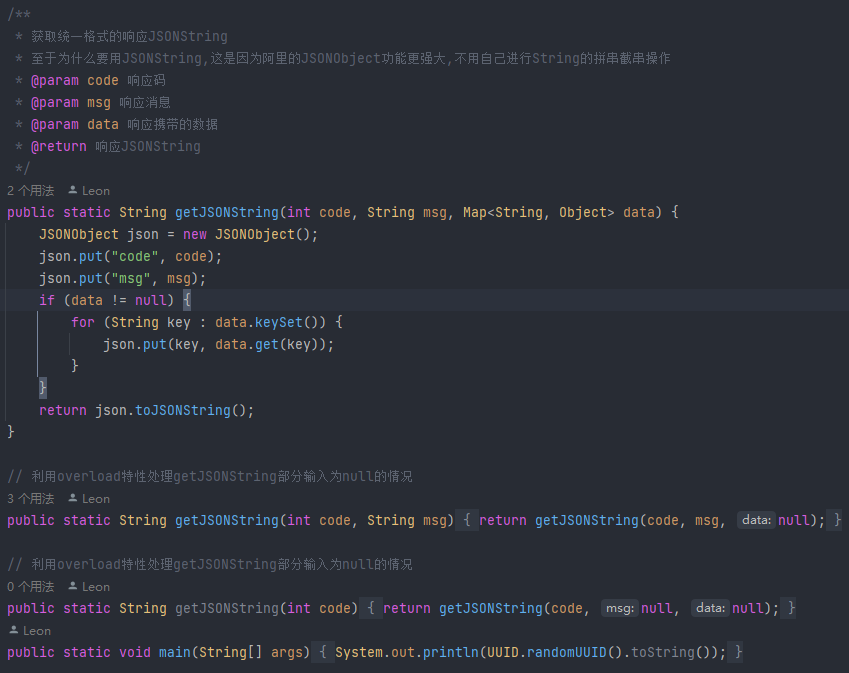 /**
 * 获取统一格式的响应JSONString
 * 至于为什么要用JSONString,这是因为阿里的JSONObject功能更强大,不用自己进行String的拼串截串操作
 * @param code 响应码
 * @param msg 响应消息
 * @param data 响应携带的数据
 * @return 响应JSONString
 */
2 个用法 Leon
public static String getJSONString(int code, String msg, Map<String, Object> data) {
    JSONObject json = new JSONObject();
    json.put("code", code);
    json.put("msg", msg);
    if (data != null) {
        for (String key : data.keySet()) {
            json.put(key, data.get(key));
        }
    }
    return json.toJSONString();
}
// 利用overload特性处理getJSONString部分输入为null的情况
3 个用法 Leon
public static String getJSONString(int code, String msg) { return getJSONString(code, msg, data: null); }
// 利用overload特性处理getJSONString部分输入为null的情况
0 个用法 Leon
public static String getJSONString(int code) { return getJSONString(code, msg: null, data: null); }
Leon
public static void main(String[] args) { System.out.println(UUID.randomUUID().toString()); }